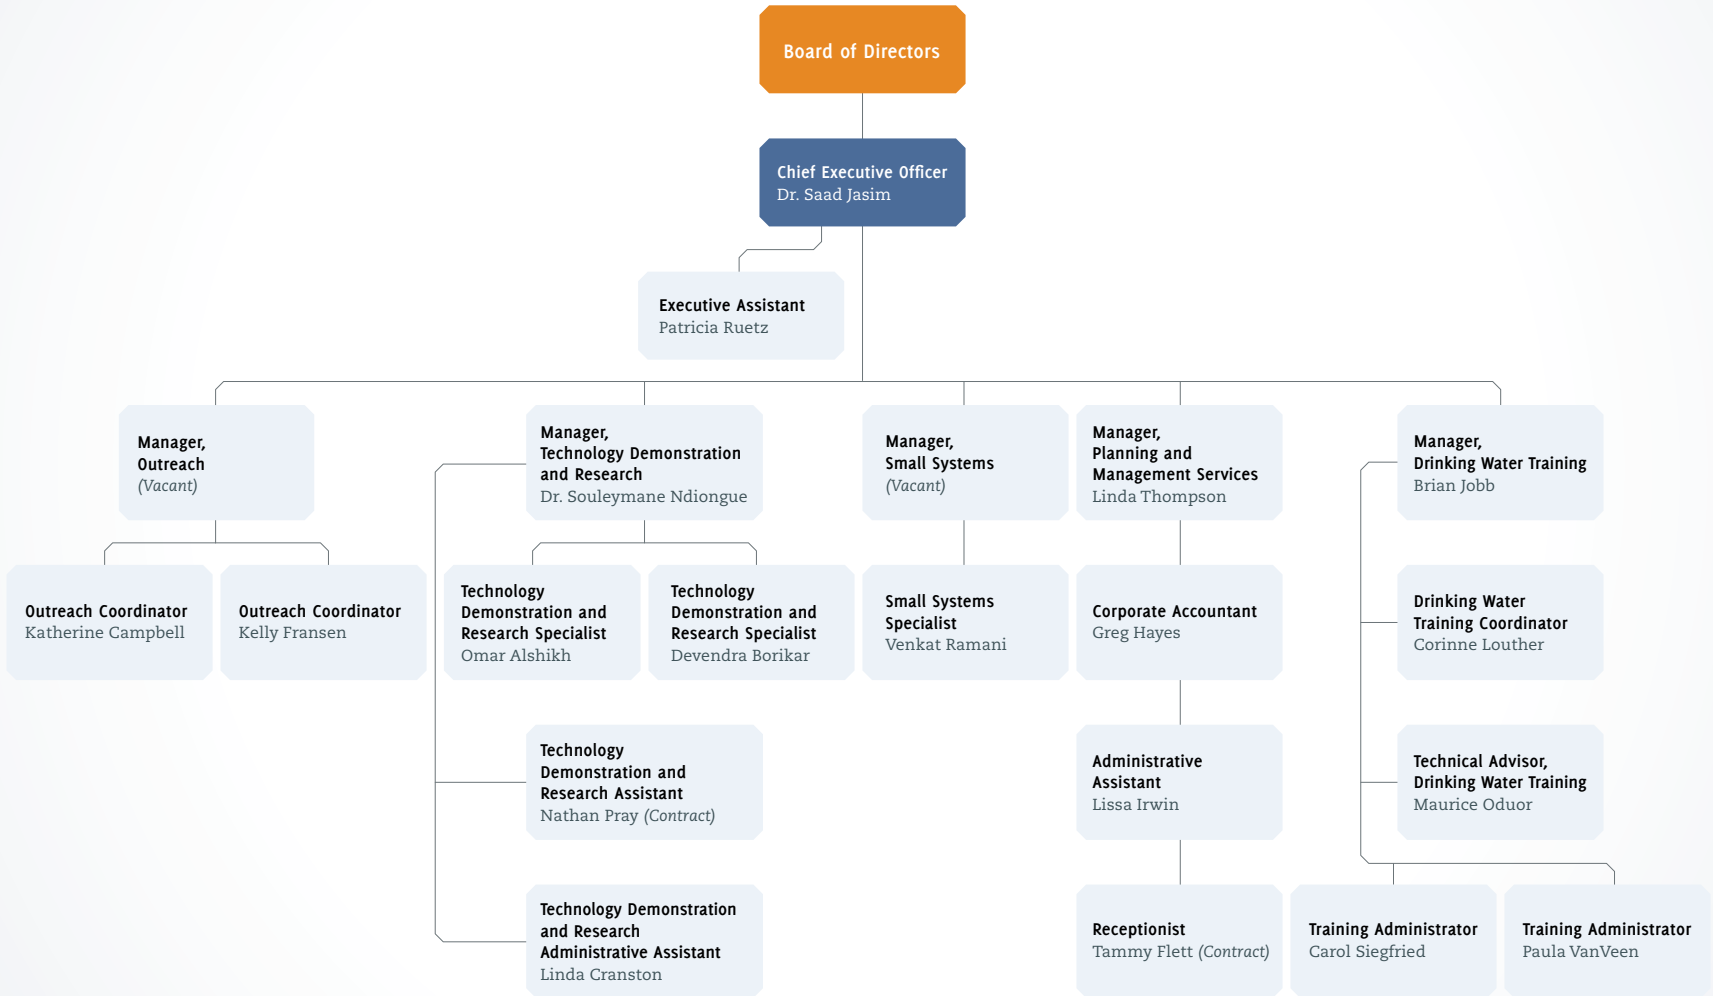 Board of Directors
Chief Executive Officer
Dr. Saad Jasim
Executive Assistant
Patricia Ruetz
Manager,
Outreach
(Vacant)
Manager,
Technology Demonstration
and Research
Dr. Souleymane Ndiongue
Manager,
Small Systems
(Vacant)
Manager,
Planning and
Management Services
Linda Thompson
Manager,
Drinking Water Training
Brian Jobb
Outreach Coordinator
Katherine Campbell
Outreach Coordinator
Kelly Fransen
Technology
Demonstration and
Research Specialist
Omar Alshikh
Technology
Demonstration and
Research Specialist
Devendra Borikar
Small Systems
Specialist
Venkat Ramani
Corporate Accountant
Greg Hayes
Drinking Water
Training Coordinator
Corinne Louther
Technology
Demonstration and
Research Assistant
Nathan Pray (Contract)
Administrative
Assistant
Lissa Irwin
Technical Advisor,
Drinking Water Training
Maurice Oduor
Technology Demonstration
and Research
Administrative Assistant
Linda Cranston
Receptionist
Tammy Flett (Contract)
Training Administrator
Carol Siegfried
Training Administrator
Paula VanVeen